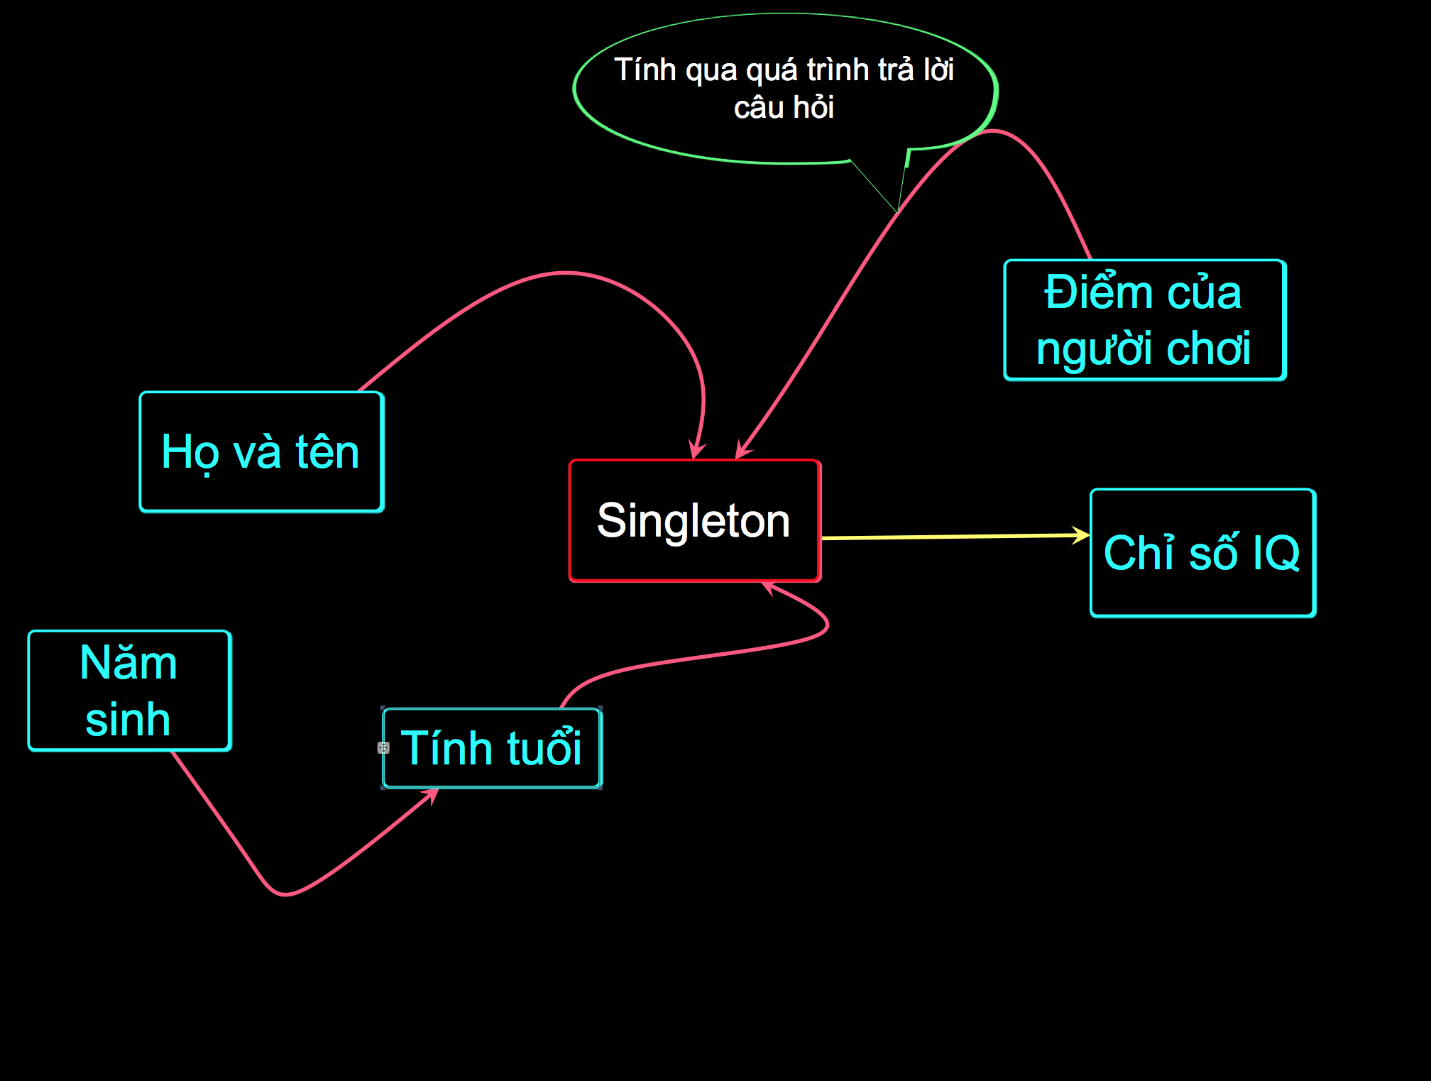 Tính qua quá trình trả lời
câu hỏi
Điểm của
người chơi
Họ và tên
Singleton
Chỉ số IQ
Năm
sinh
Tính tuổi